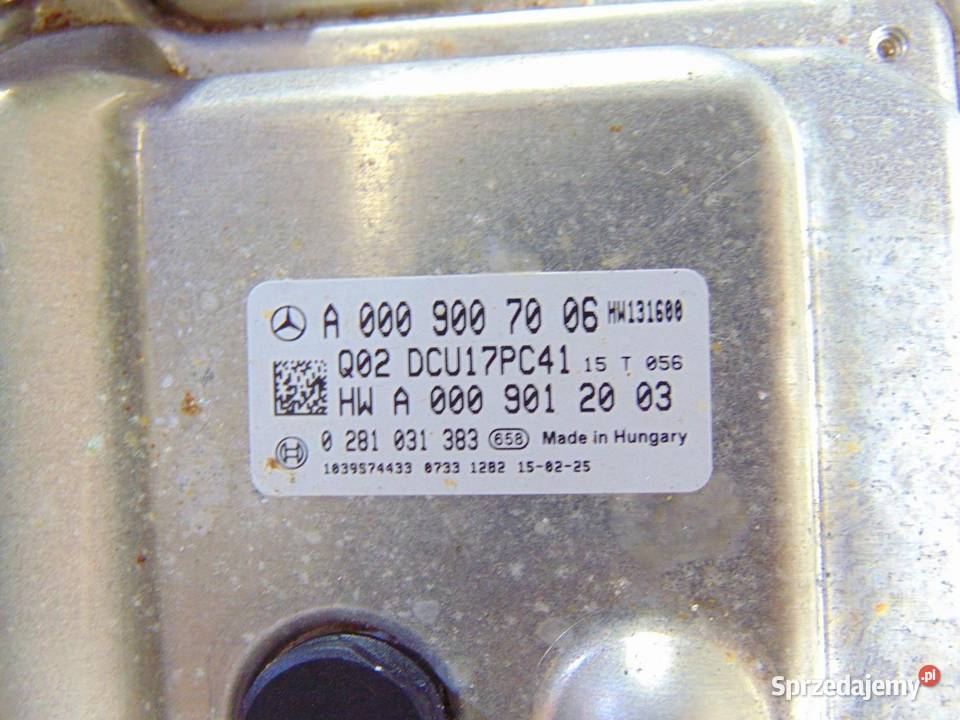 A 000 900 70 06 HW131600
Q02 DCU17PC41 15 T 056
HW A 000 901 20 03
0 281 031 383 658 Made in Hungary
1039S74433 0733 1282 15-02-25
Sprzedajemy.pl